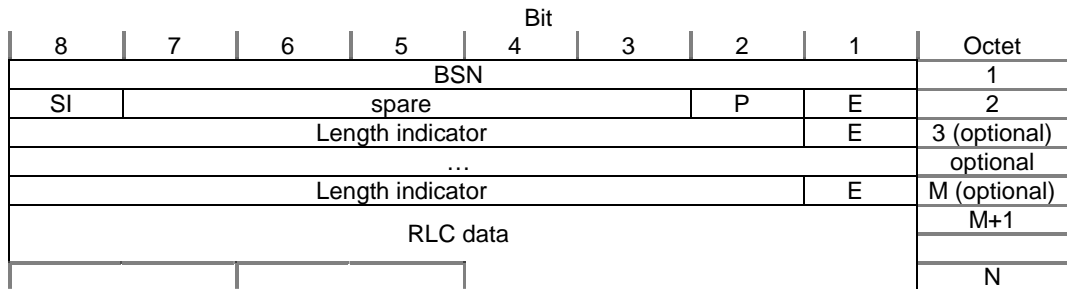 Bit
8 7 6 5 4 3 2 1 Octet
BSN 1
SI spare P E 2
Length indicator E 3 (optional)
… optional
Length indicator E M (optional)
RLC data M+1
N